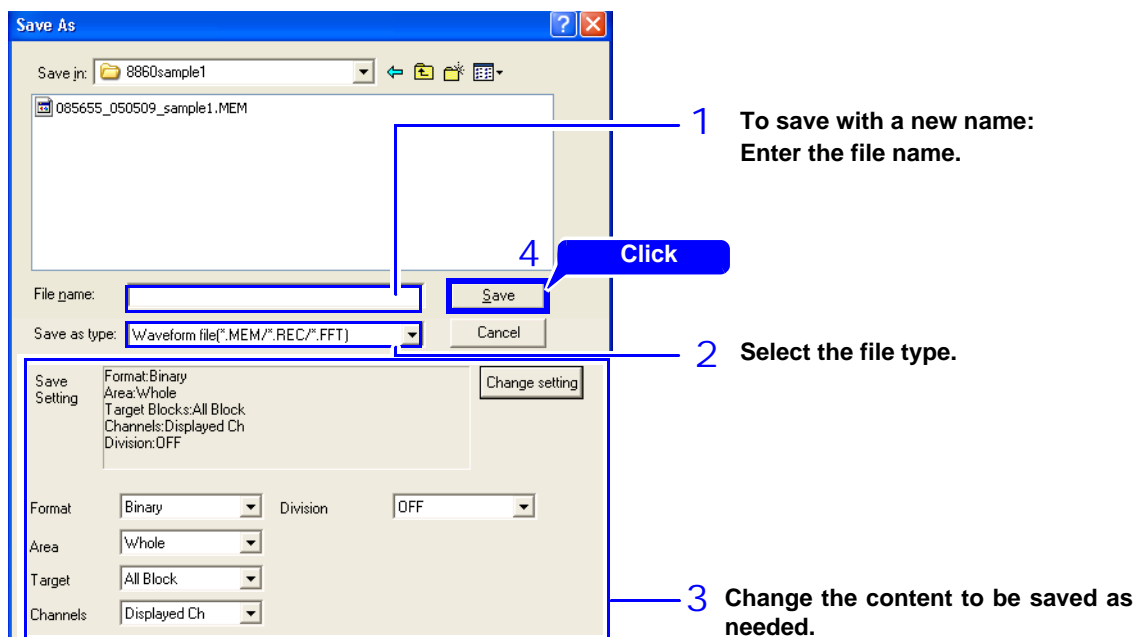 Save As
Save in: 8860sample1
085655_050509_sample1.MEM
1 To save with a new name:
Enter the file name.
4 Click
File name:
Save
Save as type: Waveform file(*.MEM/*.REC/*.FFT)
Cancel
2 Select the file type.
Save Setting
Format:Binary
Area:Whole
Target Blocks:All Block
Channels:Displayed Ch
Division:OFF
Change setting
Format Binary Division OFF
Area Whole
Target All Block
Channels Displayed Ch
3 Change the content to be saved as
needed.